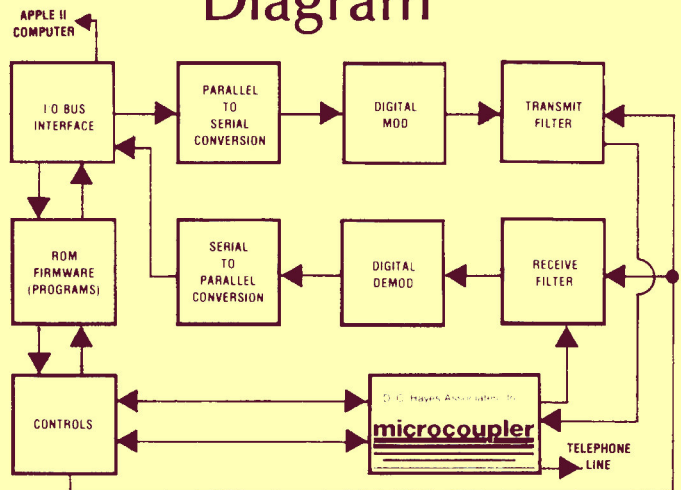 Diagram
APPLE II
COMPUTER
I O BUS
INTERFACE
PARALLEL
TO
SERIAL
CONVERSION
DIGITAL
MOD
TRANSMIT
FILTER
ROM
FIRMWARE
(PROGRAMS)
SERIAL
TO
PARALLEL
CONVERSION
DIGITAL
DEMOD
RECEIVE
FILTER
CONTROLS
D. C. Hayes Associates, In
microcoupler
TELEPHONE
LINE